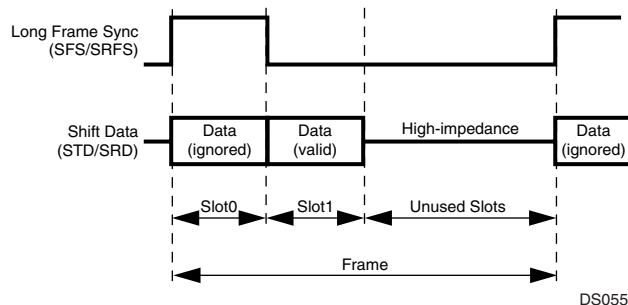 Long Frame Sync
(SFS/SRFS)
Shift Data
(STD/SRD)
Data
(ignored)
Data
(valid)
High-impedance
Data
(ignored)
Slot0
Slot1
Unused Slots
Frame
DS055